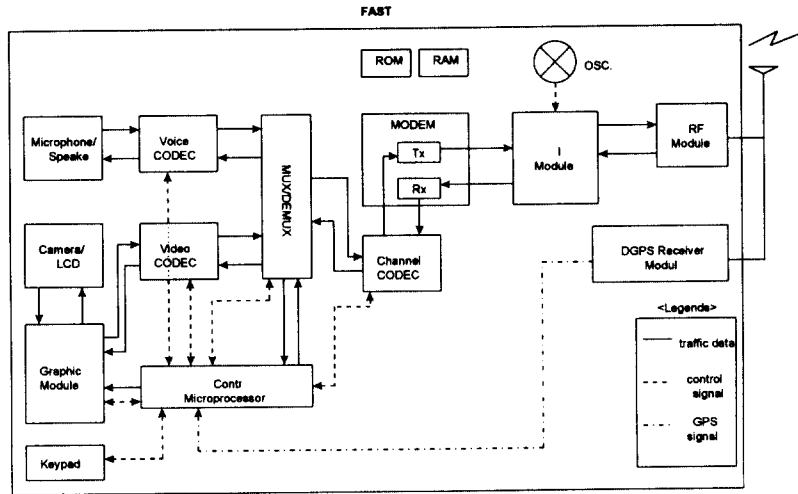 FAST
ROM
RAM
OSC.
Microphone/
Speake
Voice
CODEC
MUX/DEMUX
MODEM
Tx
Rx
I
Module
RF
Module
Camera/
LCD
Video
CODEC
Channel
CODEC
DGPS Receiver
Modul
<Legends>
traffic data
control
signal
GPS
signal
Graphic
Module
Contr
Microprocessor
Keypad